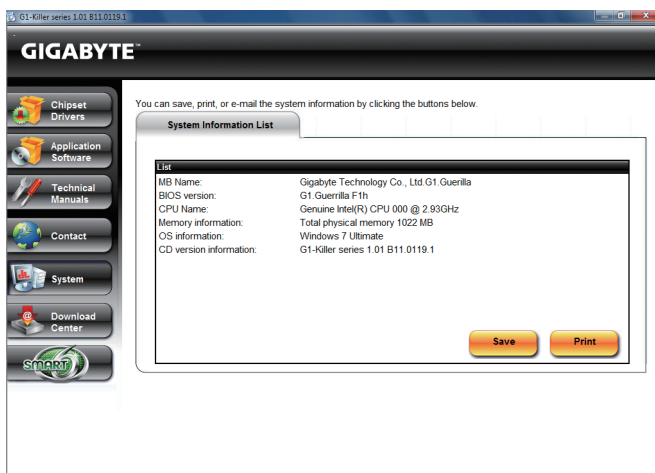 G1-Killer series 1.01 B11.0119.1
GIGABYTE™
Chipset
Drivers
Application
Software
Technical
Manuals
Contact
System
Download
Center
SMART 6
You can save, print, or e-mail the system information by clicking the buttons below.
System Information List
List
MB Name: Gigabyte Technology Co., Ltd.G1.Guerilla
BIOS version: G1.Guerrilla F1h
CPU Name: Genuine Intel(R) CPU 000 @ 2.93GHz
Memory information: Total physical memory 1022 MB
OS information: Windows 7 Ultimate
CD version information: G1-Killer series 1.01 B11.0119.1
Save Print